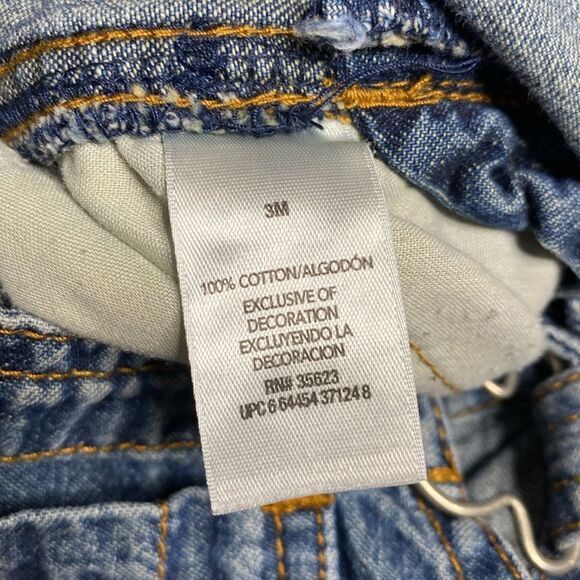 3M
100% COTTON/ALGODÓN
EXCLUSIVE OF
DECORATION
EXCLUYENDO LA
DECORACION
RN# 35623
UPC 6 64454 37124 8